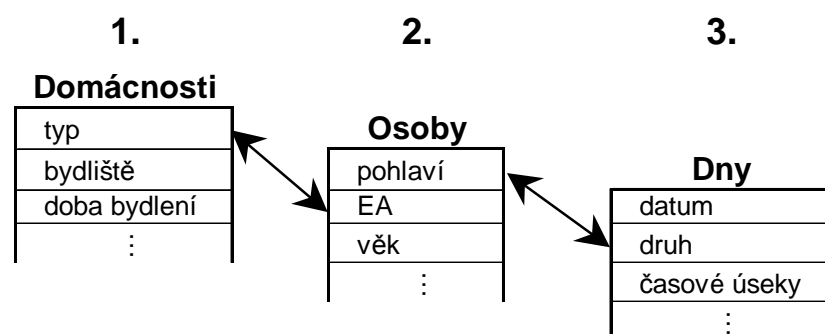 1. 2. 3.
Domácnosti
typ
bydliště
doba bydlení
⋮
Osoby
pohlaví
EA
věk
⋮
Dny
datum
druh
časové úseky
⋮